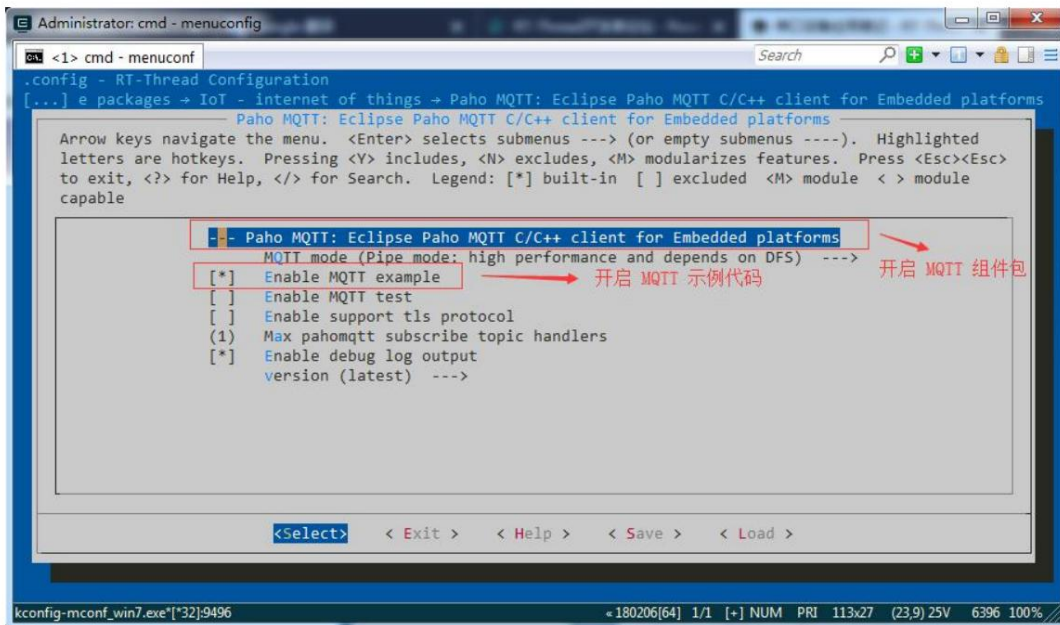 Administrator: cmd - menuconfig
<1> cmd - menuconf
Search
.config - RT-Thread Configuration
[...] e packages → IoT - internet of things → Paho MQTT: Eclipse Paho MQTT C/C++ client for Embedded platforms
Paho MQTT: Eclipse Paho MQTT C/C++ client for Embedded platforms
Arrow keys navigate the menu. <Enter> selects submenus ---> (or empty submenus ----). Highlighted
letters are hotkeys. Pressing <Y> includes, <N> excludes, <M> modularizes features. Press <Esc><Esc>
to exit, <?> for Help, </> for Search. Legend: [*] built-in [ ] excluded <M> module < > module
capable
--- Paho MQTT: Eclipse Paho MQTT C/C++ client for Embedded platforms
MQTT mode (Pipe mode: high performance and depends on DFS) --->
开启 MQTT 组件包
[*] Enable MQTT example
开启 MQTT 示例代码
[ ] Enable MQTT test
[ ] Enable support tls protocol
(1) Max pahomqtt subscribe topic handlers
[*] Enable debug log output
version (latest) --->
<Select> < Exit > < Help > < Save > < Load >
kconfig-mconf_win7.exe*[*32]:9496 « 180206[64] 1/1 [+] NUM PRI 113x27 (23,9) 25V 6396 100%